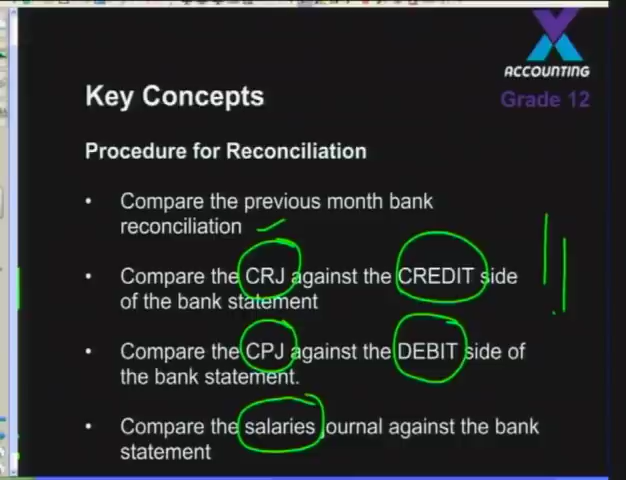 ACCOUNTING
Grade 12
Key Concepts
Procedure for Reconciliation
• Compare the previous month bank
reconciliation
• Compare the CRJ against the CREDIT side
of the bank statement
• Compare the CPJ against the DEBIT side of
the bank statement.
• Compare the salaries journal against the bank
statement